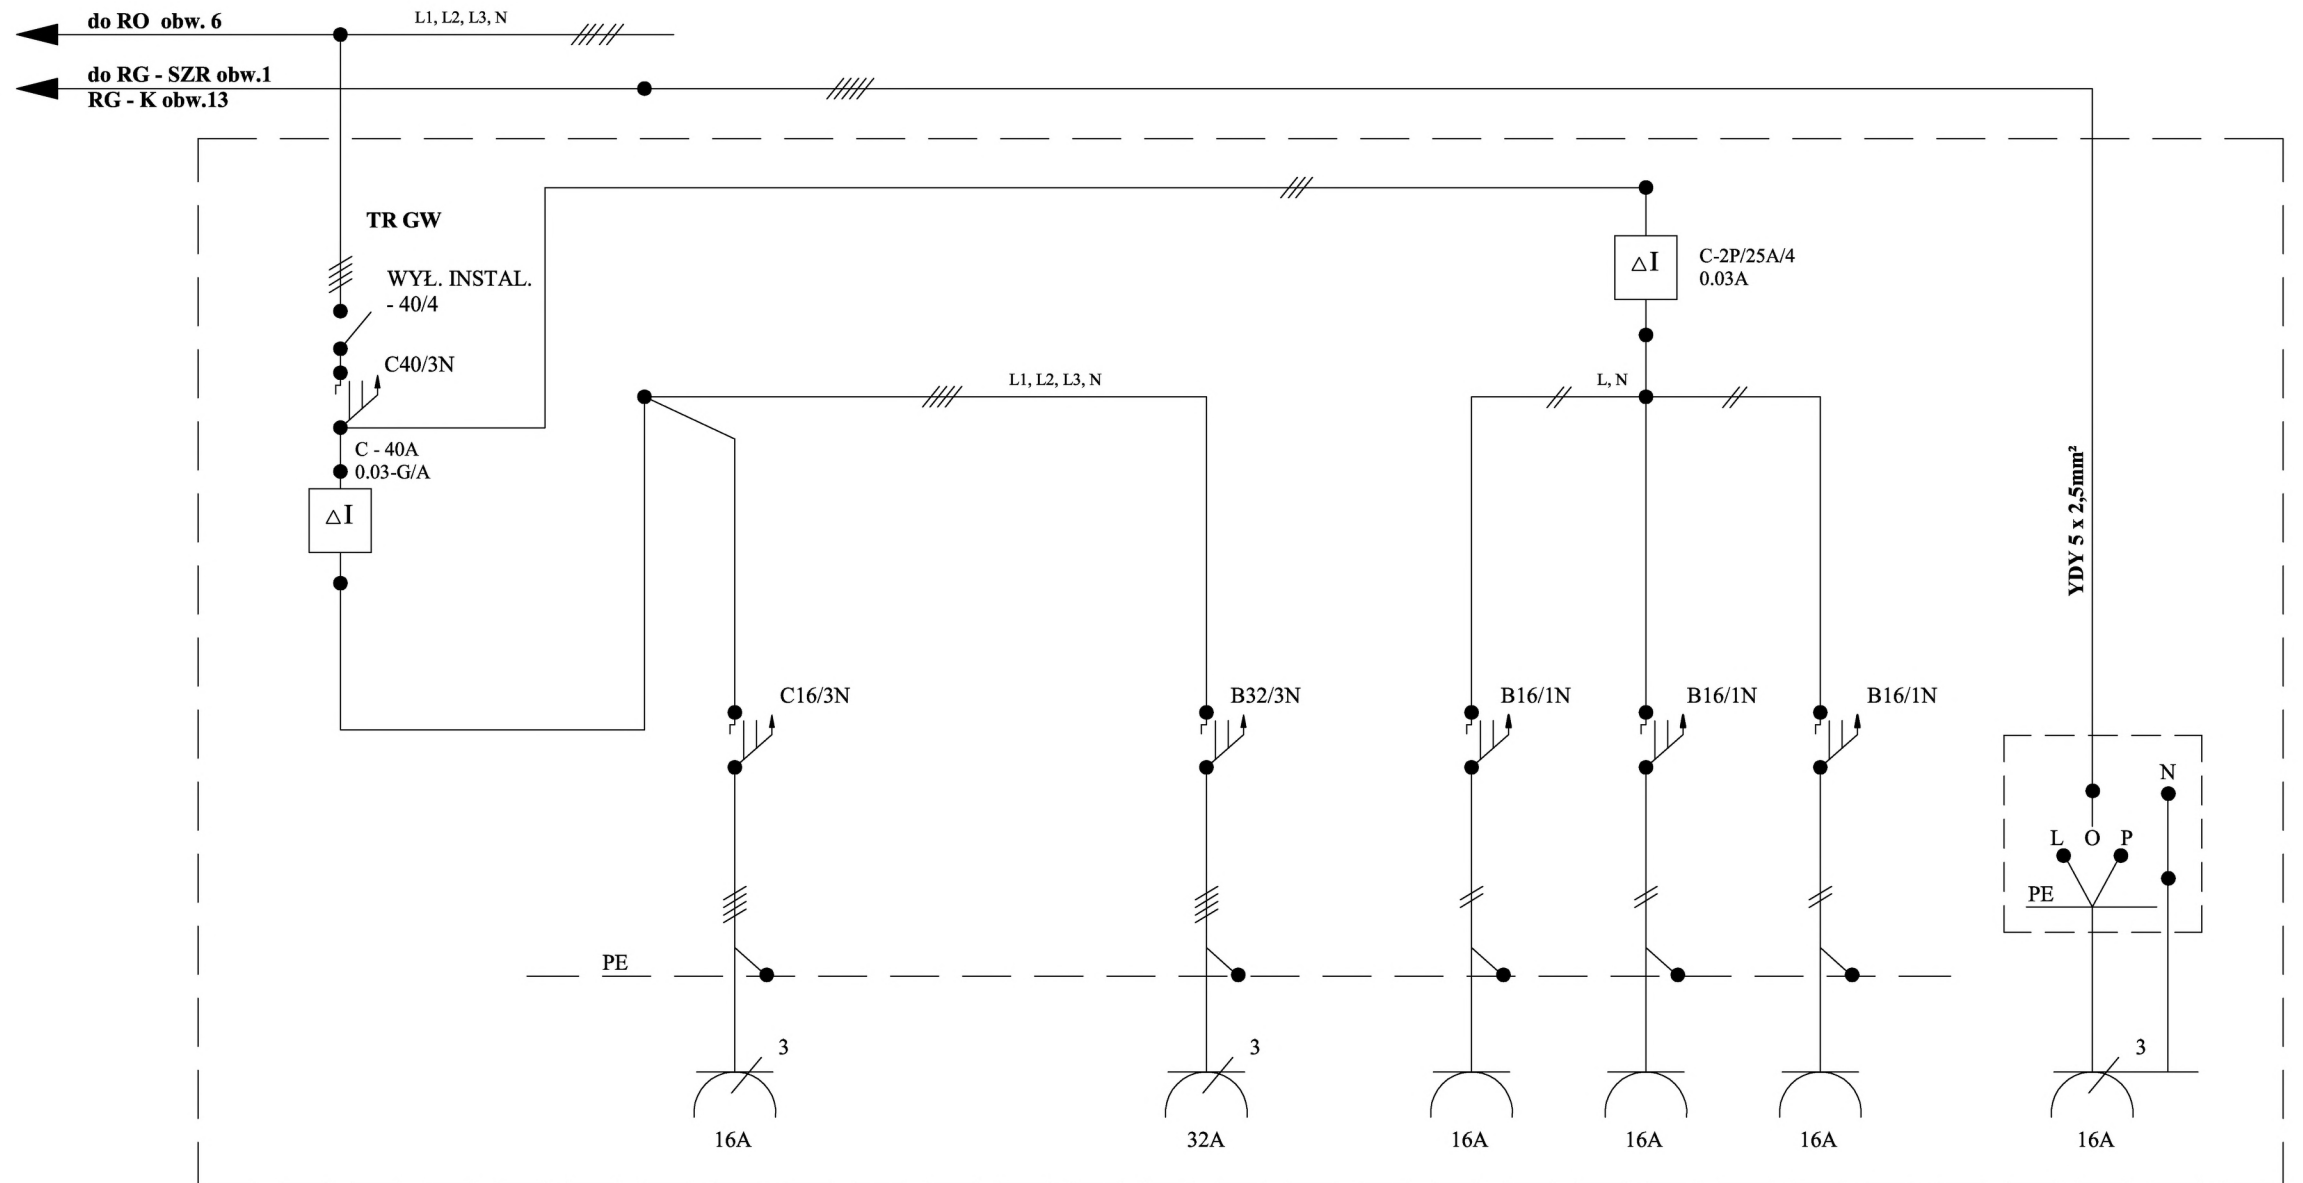 do RO obw. 6
L1, L2, L3, N
do RG - SZR obw.1
RG - K obw.13
TR GW
WYŁ. INSTAL.
- 40/4
C40/3N
C - 40A
0.03-G/A
△I
L1, L2, L3, N
△I
C-2P/25A/4
0.03A
L, N
YDY 5 x 2,5mm²
C16/3N
B32/3N
B16/1N
B16/1N
B16/1N
N
L O P
PE
PE
3
3
3
16A
32A
16A
16A
16A
16A